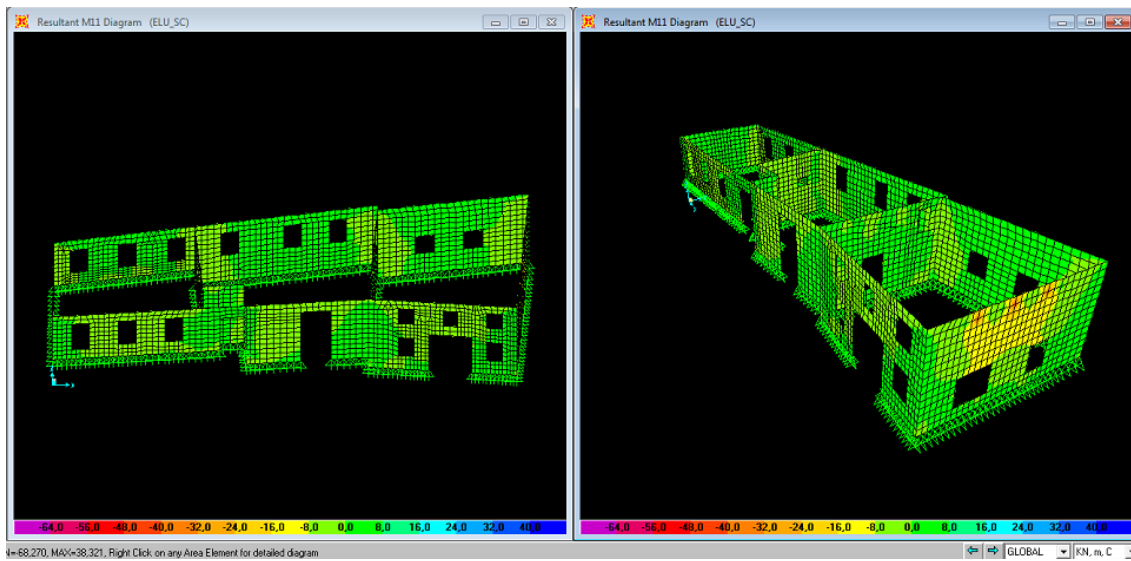 Resultant M11 Diagram (ELU_SC)
Resultant M11 Diagram (ELU_SC)
-64,0 -56,0 -48,0 -40,0 -32,0 -24,0 -16,0 -8,0 0,0 8,0 16,0 24,0 32,0 40,0
-64,0 -56,0 -48,0 -40,0 -32,0 -24,0 -16,0 -8,0 0,0 8,0 16,0 24,0 32,0 40,0
N=-68,270, MAX=38,321, Right Click on any Area Element for detailed diagram
GLOBAL
KN, m, C